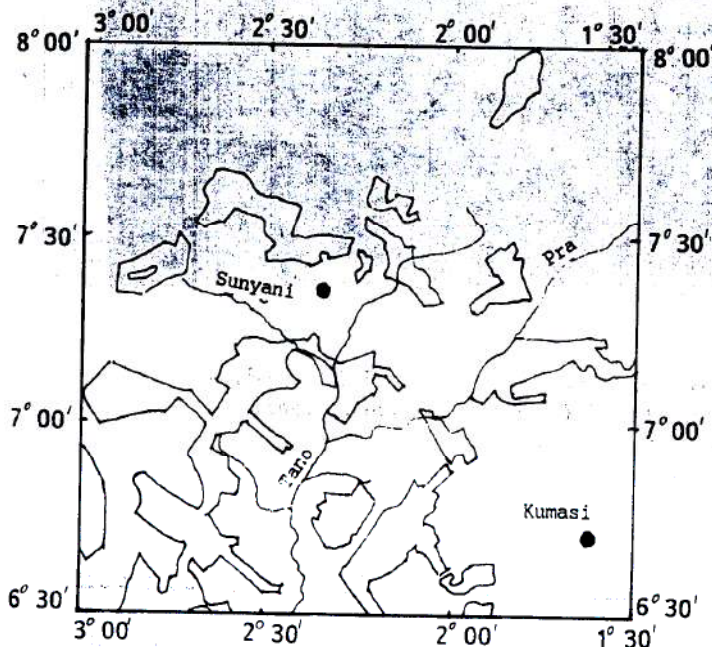 3° 00' 2° 30' 2° 00' 1° 30'
8° 00' 8° 00'
7° 30' 7° 30'
Pra
Sunyani
7° 00' 7° 00'
Tano
Kumasi
6° 30' 6° 30'
3° 00' 2° 30' 2° 00' 1° 30'